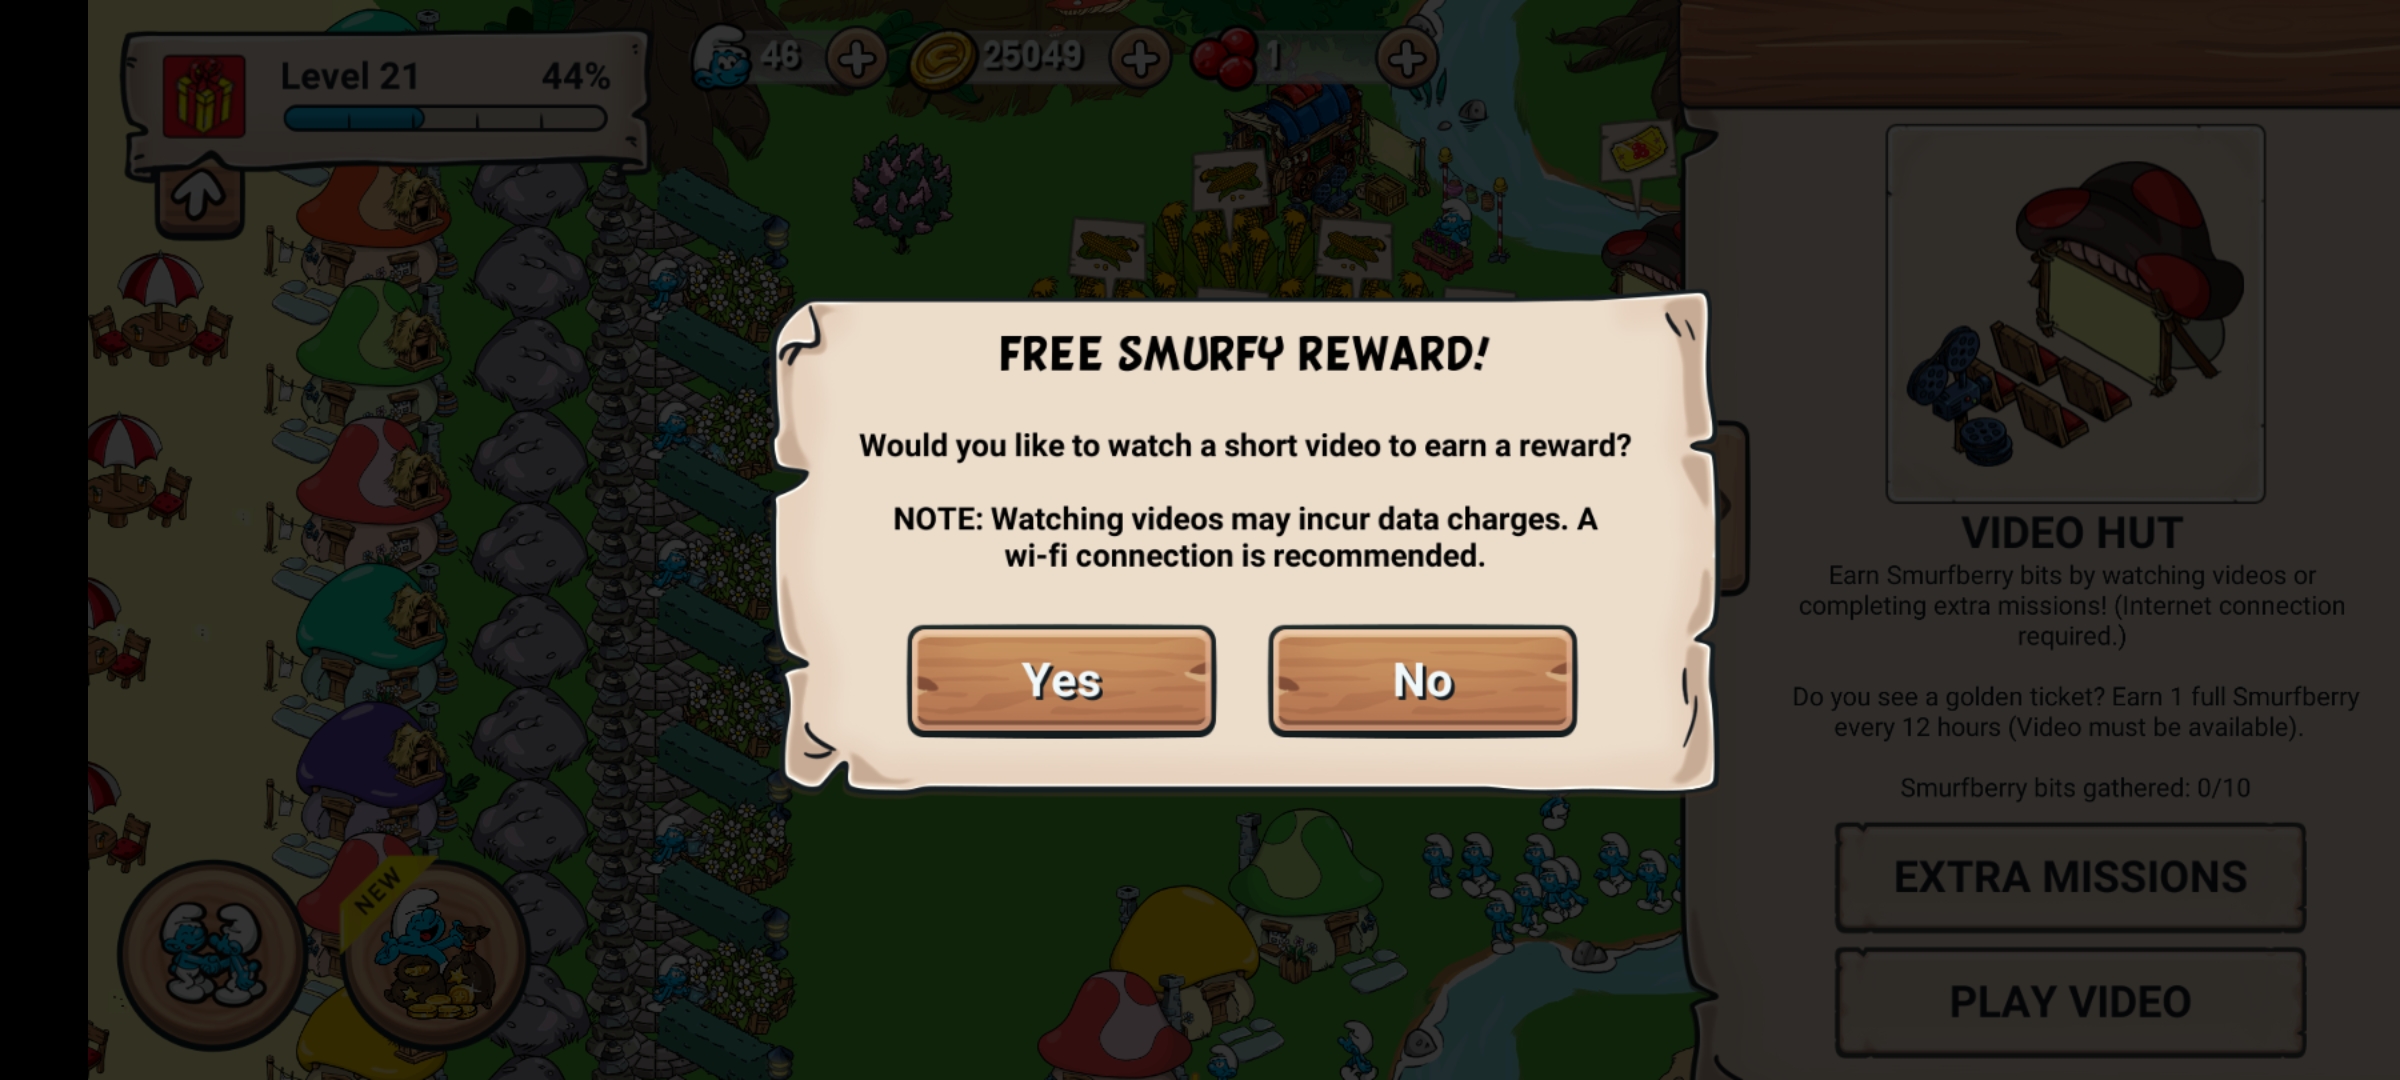 Level 21 44%
46
25049
1
FREE SMURFY REWARD!
Would you like to watch a short video to earn a reward?
NOTE: Watching videos may incur data charges. A
wi-fi connection is recommended.
Yes
No
NEW
VIDEO HUT
Earn Smurfberry bits by watching videos or
completing extra missions! (Internet connection
required.)
Do you see a golden ticket? Earn 1 full Smurfberry
every 12 hours (Video must be available).
Smurfberry bits gathered: 0/10
EXTRA MISSIONS
PLAY VIDEO